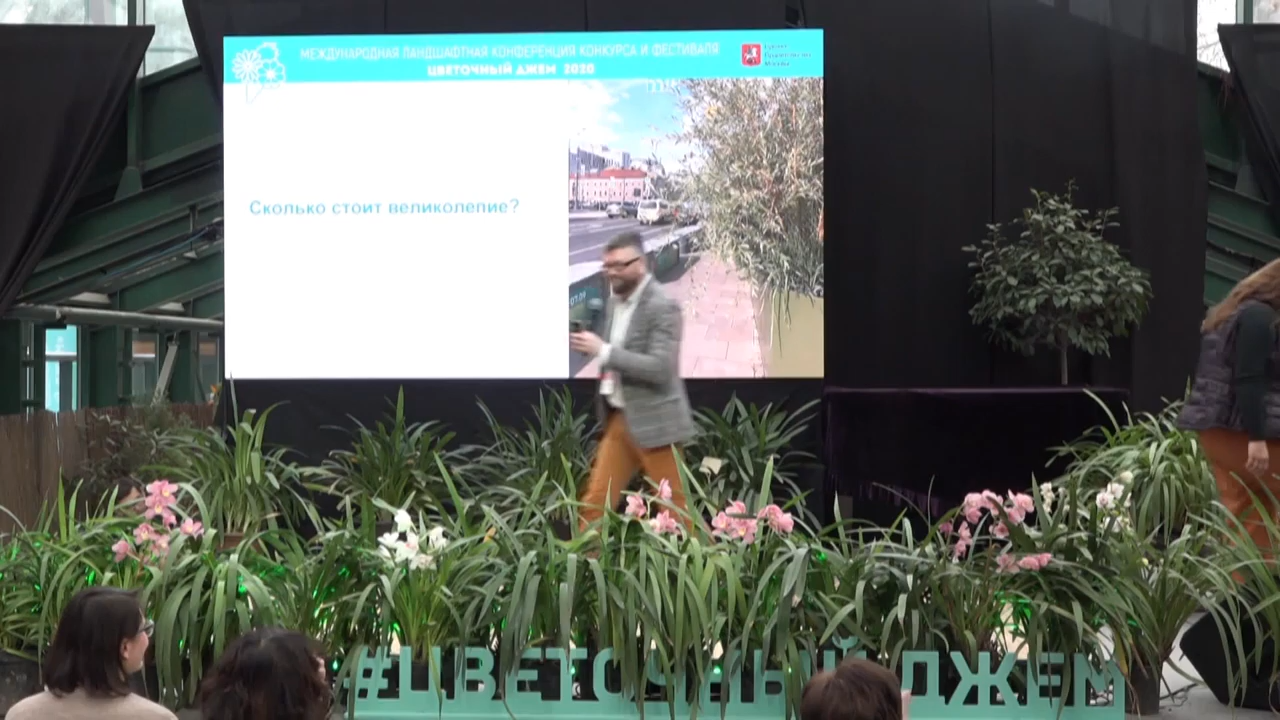 МЕЖДУНАРОДНАЯ ЛАНДШАФТНАЯ КОНФЕРЕНЦИЯ КОНКУРСА И ФЕСТИВАЛЯ
ЦВЕТОЧНЫЙ ДЖЕМ 2020
Сколько стоит великолепие?
#ЦВЕТОЧНЫЙ ДЖЕМ